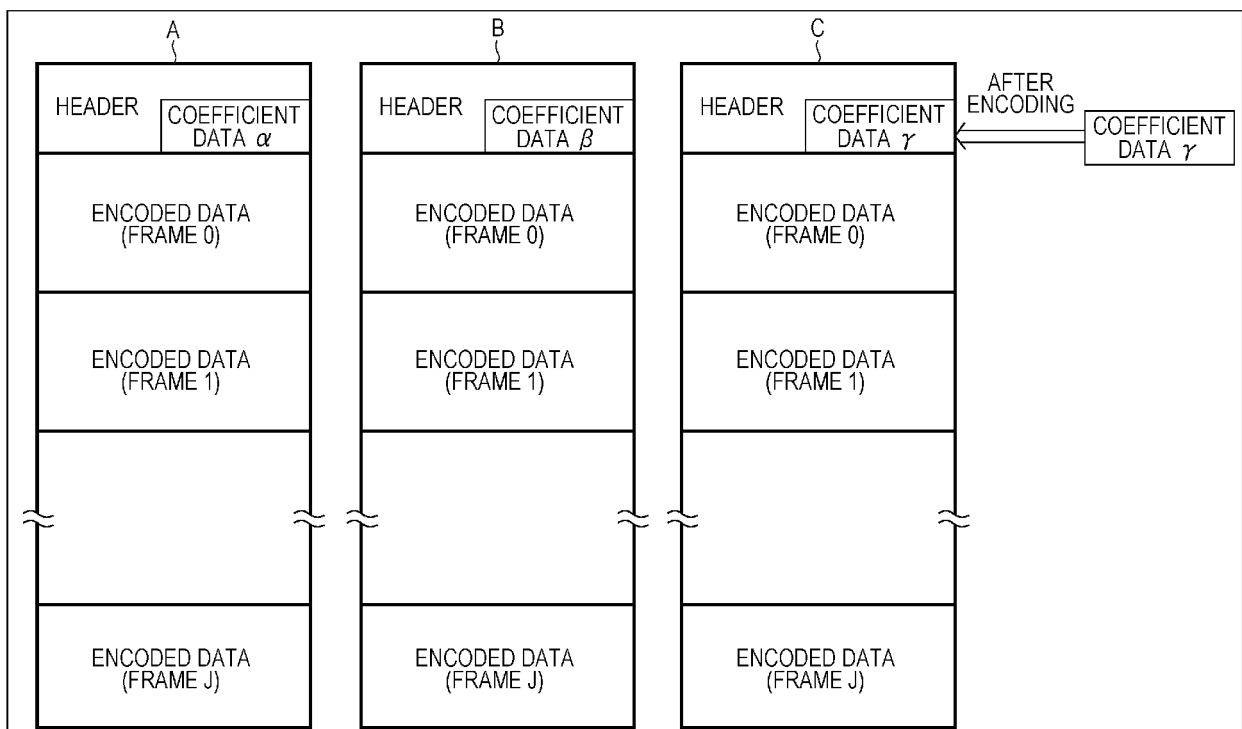 A
B
C
HEADER
COEFFICIENT
DATA α
HEADER
COEFFICIENT
DATA β
HEADER
COEFFICIENT
DATA γ
AFTER
ENCODING
COEFFICIENT
DATA γ
ENCODED DATA
(FRAME 0)
ENCODED DATA
(FRAME 0)
ENCODED DATA
(FRAME 0)
ENCODED DATA
(FRAME 1)
ENCODED DATA
(FRAME 1)
ENCODED DATA
(FRAME 1)
ENCODED DATA
(FRAME J)
ENCODED DATA
(FRAME J)
ENCODED DATA
(FRAME J)